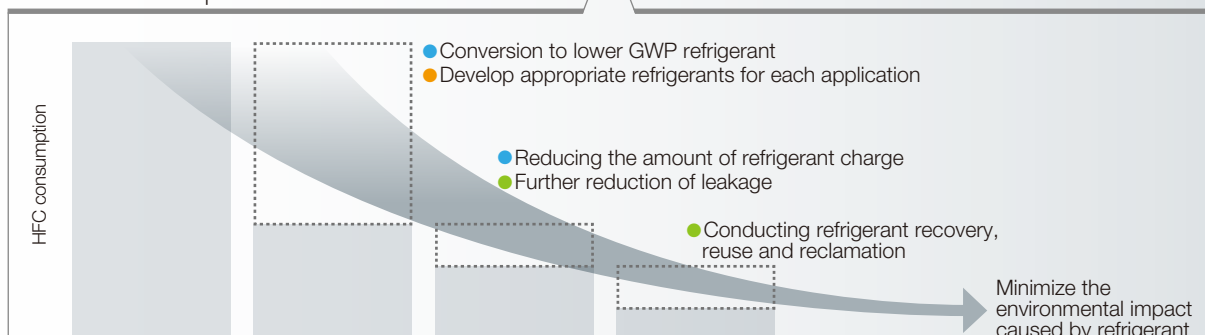 HFC consumption
Conversion to lower GWP refrigerant
Develop appropriate refrigerants for each application
Reducing the amount of refrigerant charge
Further reduction of leakage
Conducting refrigerant recovery,
reuse and reclamation
Minimize the
environmental impact
caused by refrigerant